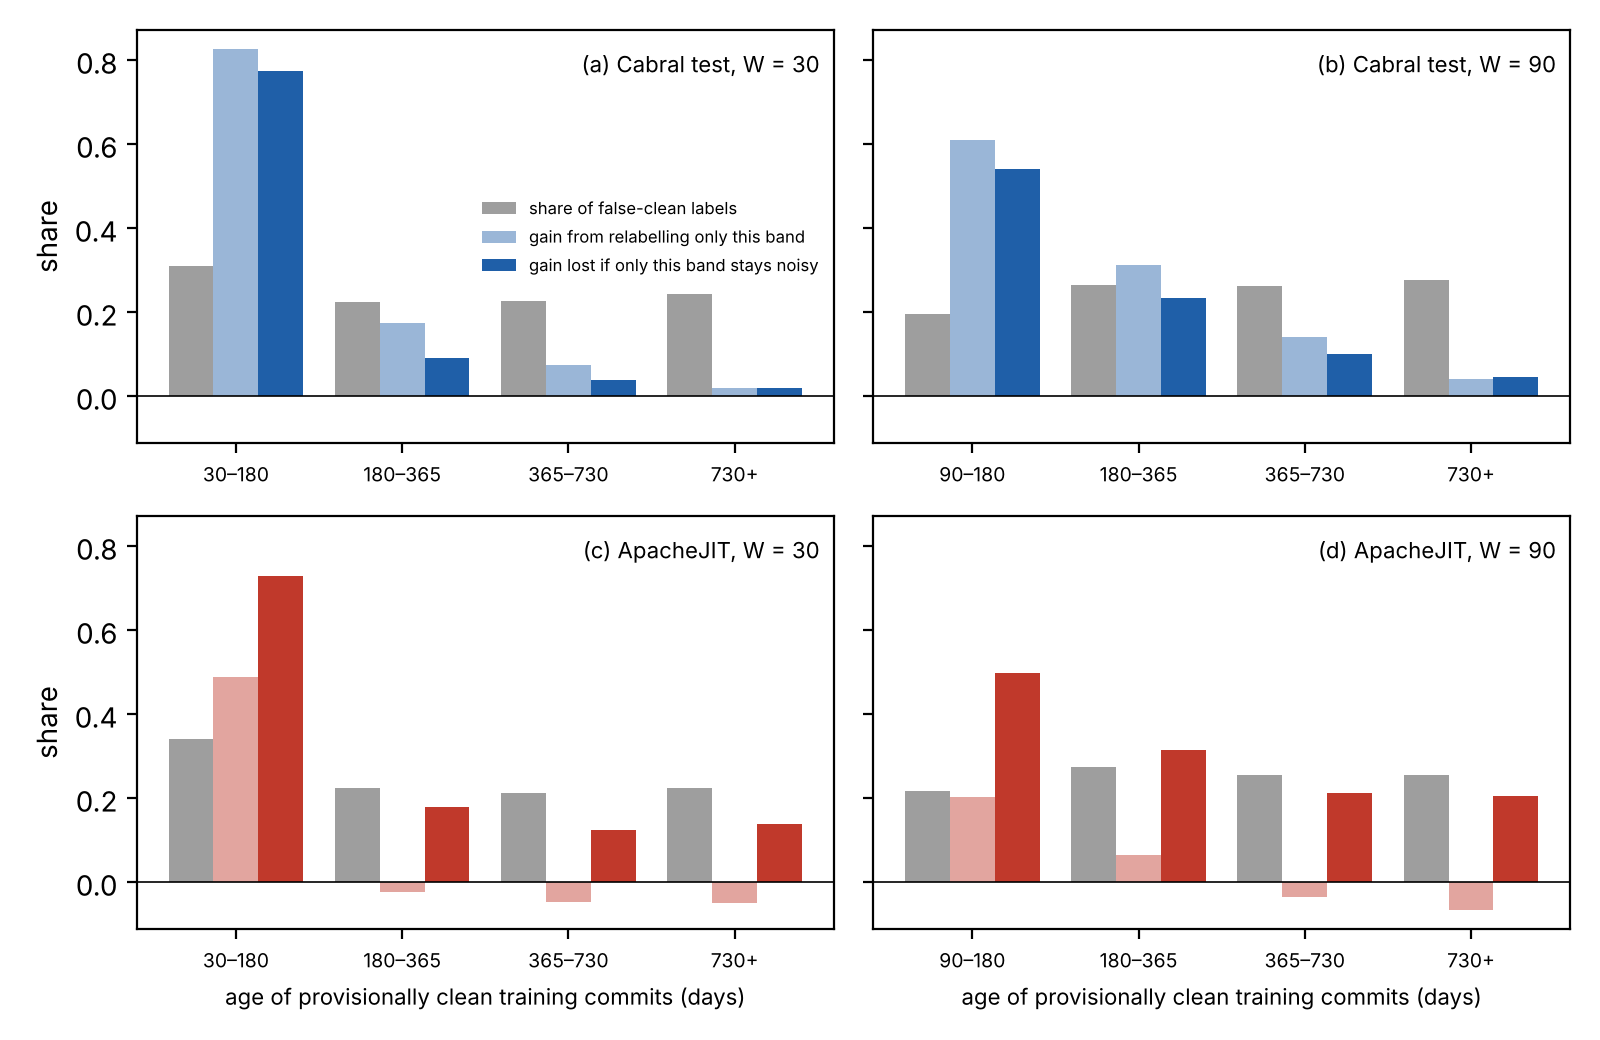 (a) Cabral test, W = 30
share of false-clean labels
gain from relabelling only this band
gain lost if only this band stays noisy
share
0.8
0.6
0.4
0.2
0.0
30–180
180–365
365–730
730+
(b) Cabral test, W = 90
90–180
180–365
365–730
730+
(c) ApacheJIT, W = 30
share
0.8
0.6
0.4
0.2
0.0
30–180
180–365
365–730
730+
age of provisionally clean training commits (days)
(d) ApacheJIT, W = 90
90–180
180–365
365–730
730+
age of provisionally clean training commits (days)